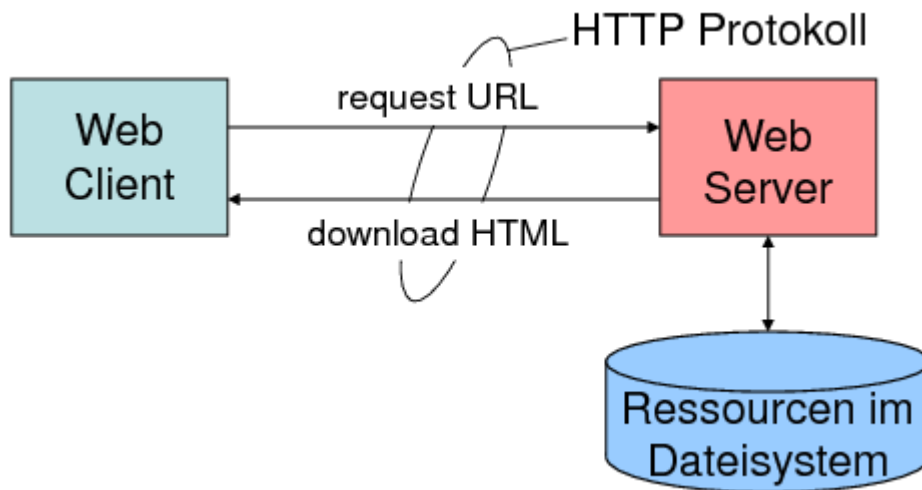 HTTP Protokoll
request URL
Web
Client
Web
Server
download HTML
Ressourcen im
Dateisystem